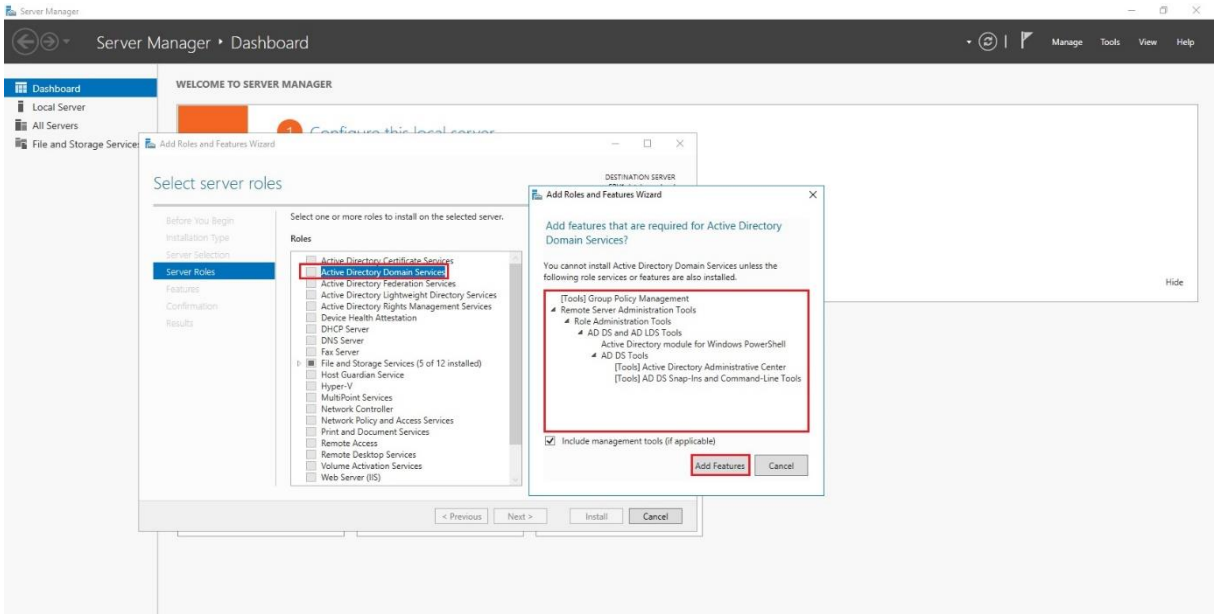 Server Manager
Server Manager • Dashboard
Manage Tools View Help
Dashboard
Local Server
All Servers
File and Storage Services
WELCOME TO SERVER MANAGER
1 Configure this local server
Hide
Add Roles and Features Wizard
Select server roles
DESTINATION SERVER
Before You Begin
Installation Type
Server Selection
Server Roles
Features
Confirmation
Results
Select one or more roles to install on the selected server.
Roles
Active Directory Certificate Services
Active Directory Domain Services
Active Directory Federation Services
Active Directory Lightweight Directory Services
Active Directory Rights Management Services
Device Health Attestation
DHCP Server
DNS Server
Fax Server
File and Storage Services (5 of 12 installed)
Host Guardian Service
Hyper-V
MultiPoint Services
Network Controller
Network Policy and Access Services
Print and Document Services
Remote Access
Remote Desktop Services
Volume Activation Services
Web Server (IIS)
< Previous Next > Install Cancel
Add Roles and Features Wizard
Add features that are required for Active Directory
Domain Services?
You cannot install Active Directory Domain Services unless the
following role services or features are also installed.
[Tools] Group Policy Management
Remote Server Administration Tools
Role Administration Tools
AD DS and AD LDS Tools
Active Directory module for Windows PowerShell
AD DS Tools
[Tools] Active Directory Administrative Center
[Tools] AD DS Snap-Ins and Command-Line Tools
Include management tools (if applicable)
Add Features Cancel